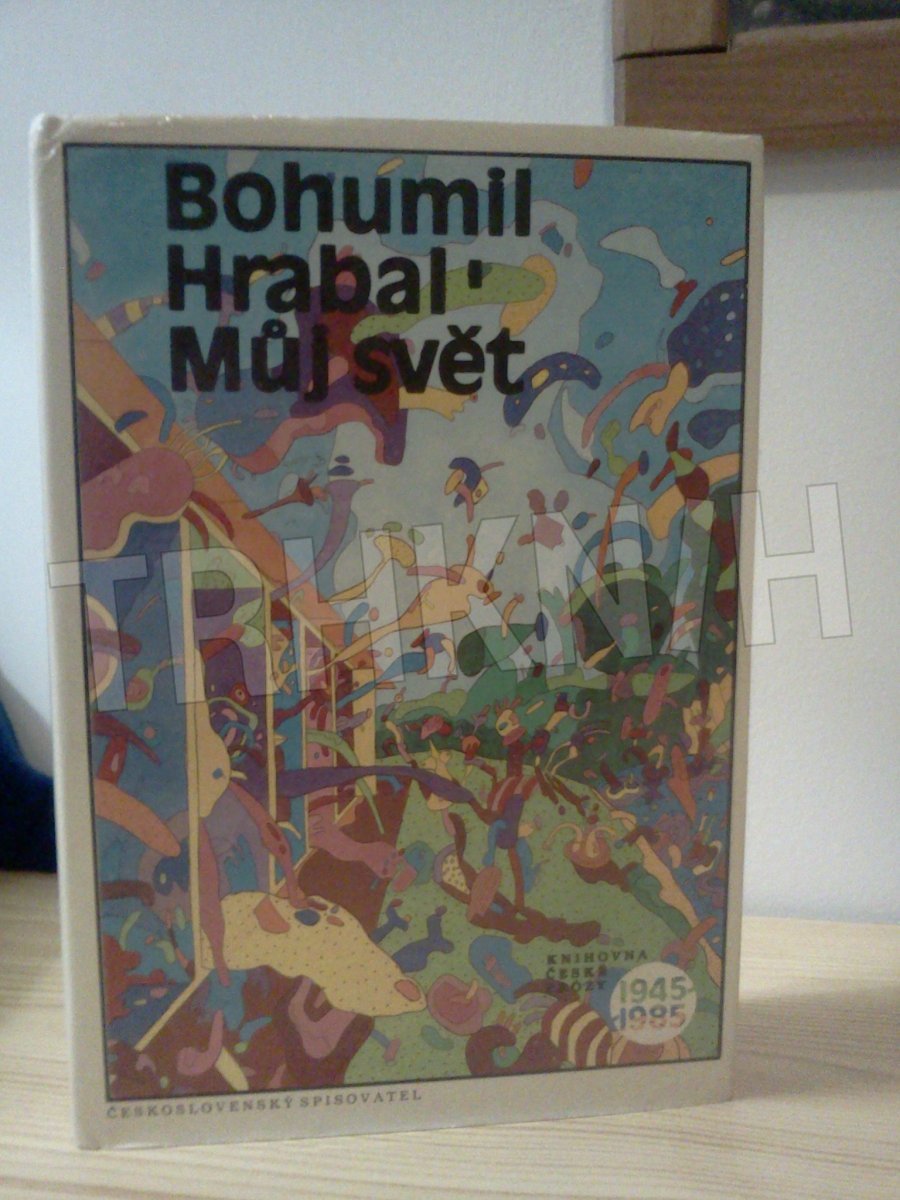 Bohumil
Hrabal
Můj svět
TRHKNIH
KNIHOVNA
ČESKÉ
PRÓZY
1945-
-1985
ČESKOSLOVENSKÝ SPISOVATEL